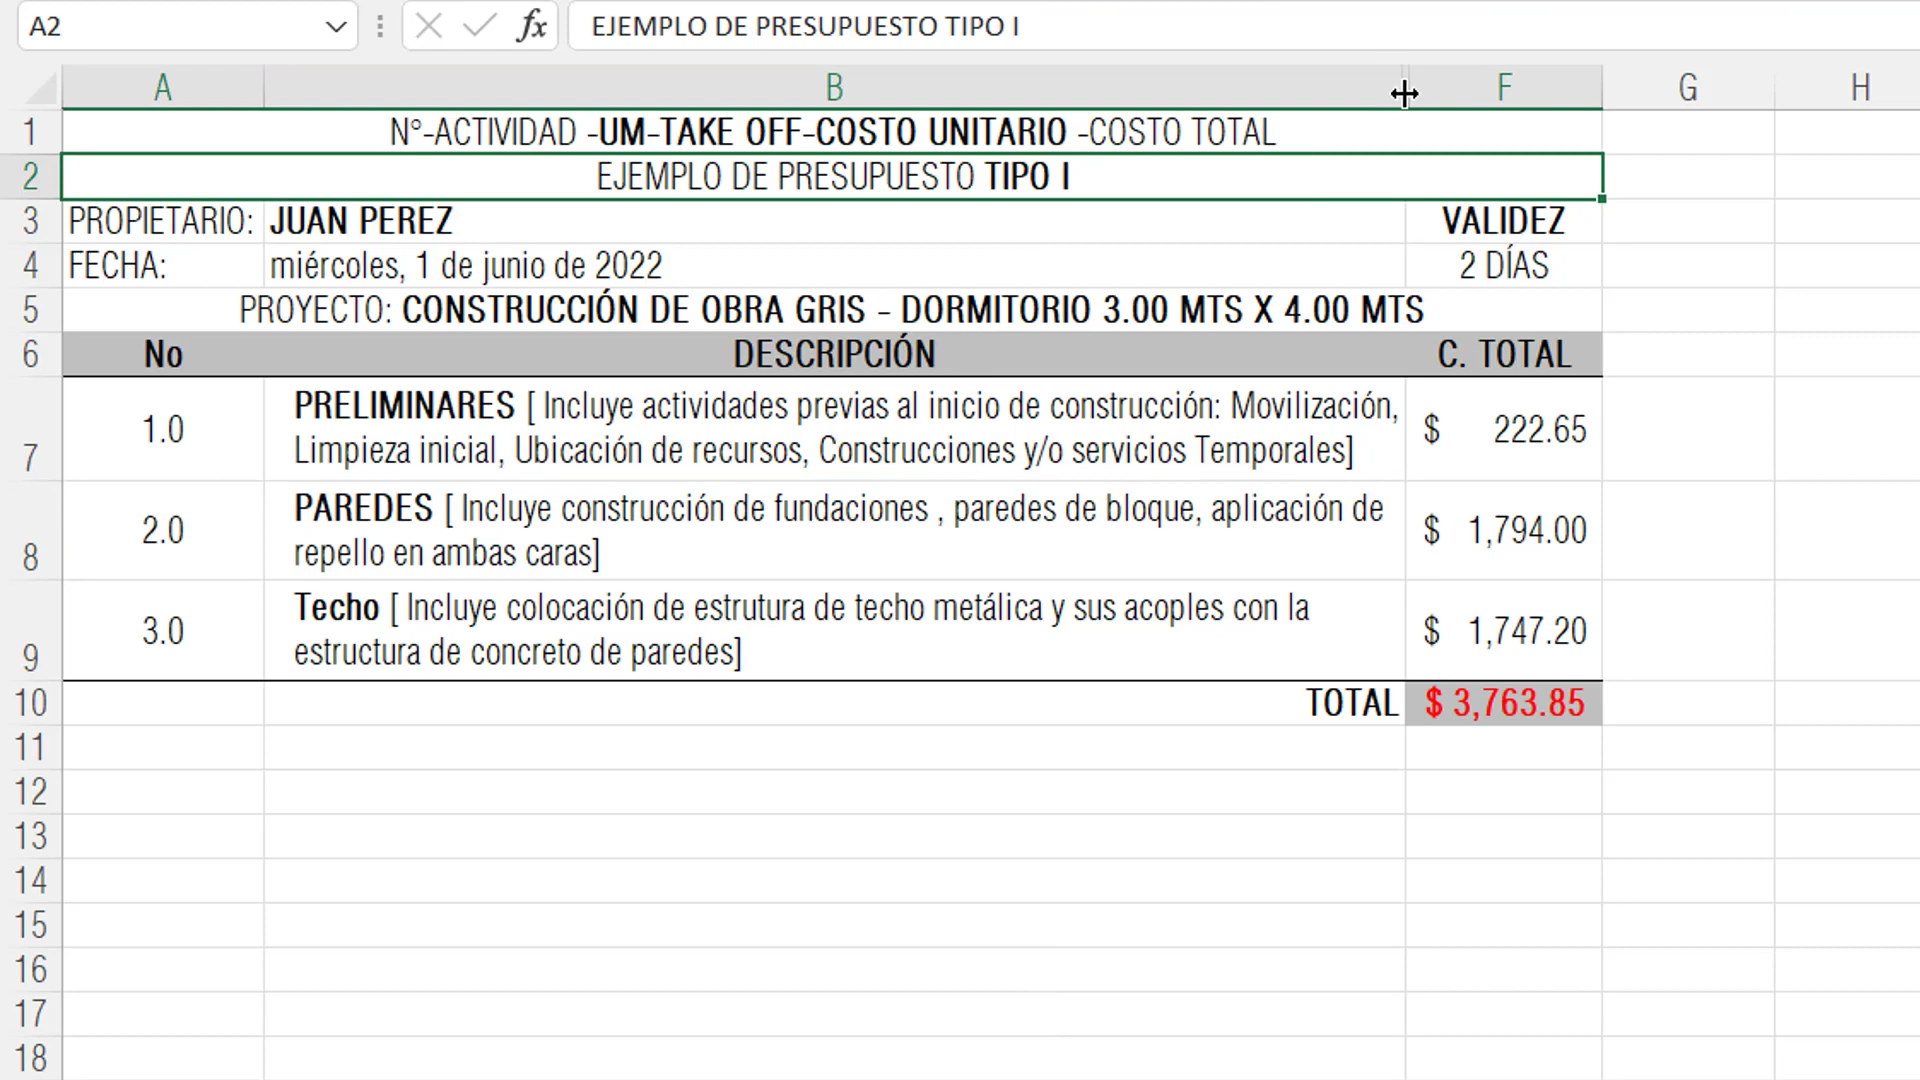 A2
fx
EJEMPLO DE PRESUPUESTO TIPO I
A B F G H
1 N°-ACTIVIDAD -UM-TAKE OFF-COSTO UNITARIO -COSTO TOTAL
2 EJEMPLO DE PRESUPUESTO TIPO I
3 PROPIETARIO: JUAN PEREZ VALIDEZ
4 FECHA: miércoles, 1 de junio de 2022 2 DÍAS
5 PROYECTO: CONSTRUCCIÓN DE OBRA GRIS - DORMITORIO 3.00 MTS X 4.00 MTS
6 No DESCRIPCIÓN C. TOTAL
7 1.0 PRELIMINARES [ Incluye actividades previas al inicio de construcción: Movilización, $ 222.65
Limpieza inicial, Ubicación de recursos, Construcciones y/o servicios Temporales]
8 2.0 PAREDES [ Incluye construcción de fundaciones , paredes de bloque, aplicación de $ 1,794.00
repello en ambas caras]
9 3.0 Techo [ Incluye colocación de estrutura de techo metálica y sus acoples con la $ 1,747.20
estructura de concreto de paredes]
10 TOTAL $ 3,763.85
11
12
13
14
15
16
17
18